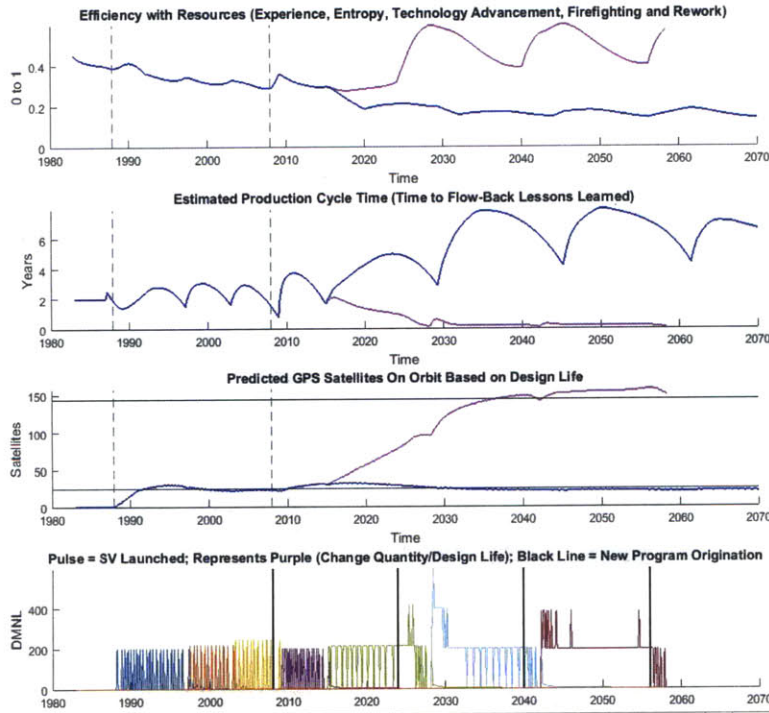 Efficiency with Resources (Experience, Entropy, Technology Advancement, Firefighting and Rework)
0 to 1
0.4
0.2
0
1980 1990 2000 2010 2020 2030 2040 2050 2060 2070
Time
Estimated Production Cycle Time (Time to Flow-Back Lessons Learned)
Years
6
4
2
0
1980 1990 2000 2010 2020 2030 2040 2050 2060 2070
Time
Predicted GPS Satellites On Orbit Based on Design Life
Satellites
150
100
50
0
1980 1990 2000 2010 2020 2030 2040 2050 2060 2070
Time
Pulse = SV Launched; Represents Purple (Change Quantity/Design Life); Black Line = New Program Origination
DMNL
400
200
0
1980 1990 2000 2010 2020 2030 2040 2050 2060 2070